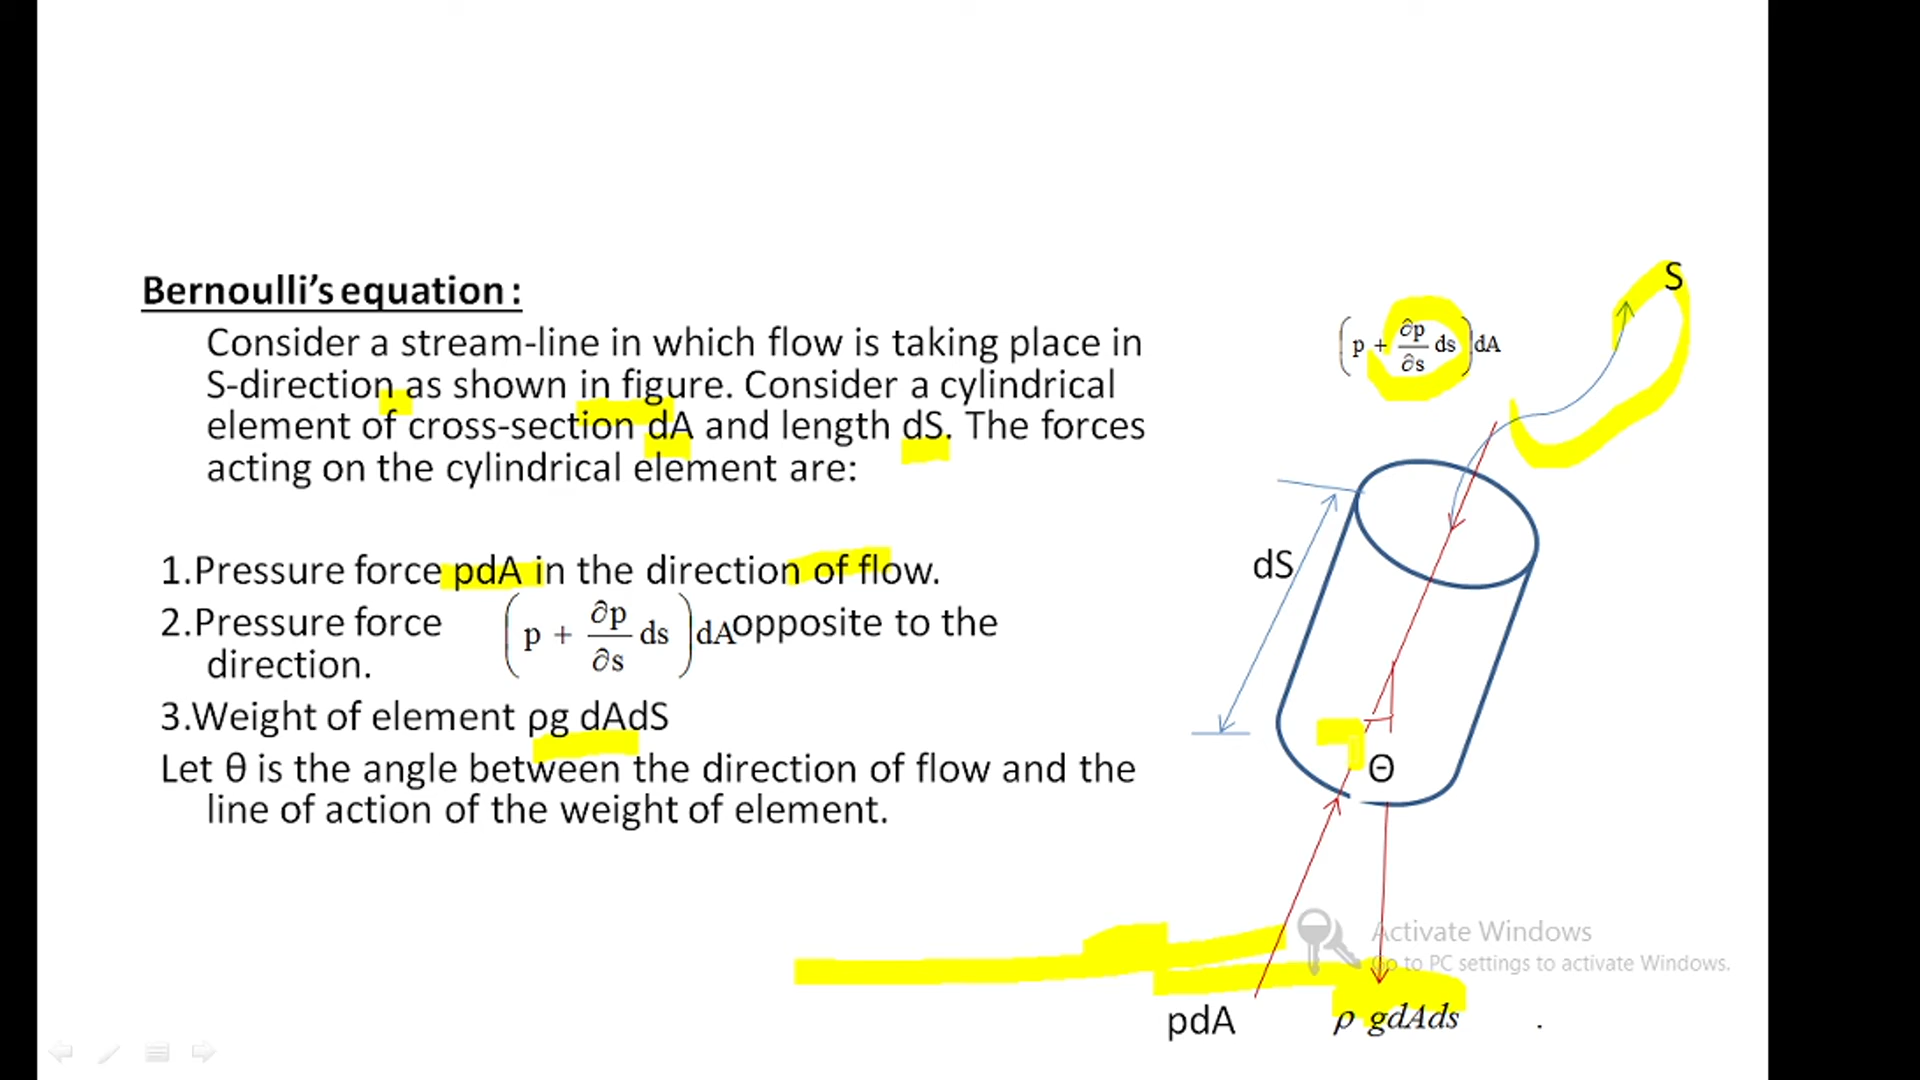 Bernoulli’s equation :
Consider a stream-line in which flow is taking place in
S-direction as shown in figure. Consider a cylindrical
element of cross-section dA and length dS. The forces
acting on the cylindrical element are:
1.Pressure force pdA in the direction of flow.
2.Pressure force (p + ∂p/∂s ds)dA opposite to the
direction.
3.Weight of element ρg dAdS
Let θ is the angle between the direction of flow and the
line of action of the weight of element.
S
(p + ∂p/∂s ds)dA
dS
Θ
pdA
ρ gdAds
.
Activate Windows
Go to PC settings to activate Windows.